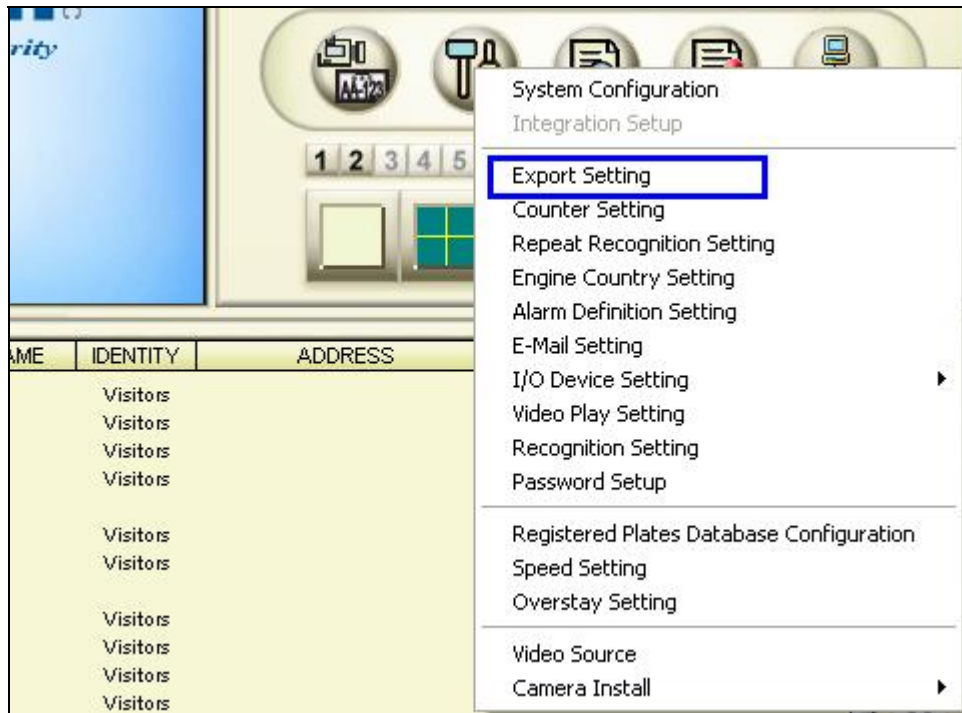 rity
AA-123
1 2 3 4 5
System Configuration
Integration Setup
Export Setting
Counter Setting
Repeat Recognition Setting
Engine Country Setting
Alarm Definition Setting
E-Mail Setting
I/O Device Setting
Video Play Setting
Recognition Setting
Password Setup
Registered Plates Database Configuration
Speed Setting
Overstay Setting
Video Source
Camera Install
AME IDENTITY ADDRESS
Visitors
Visitors
Visitors
Visitors
Visitors
Visitors
Visitors
Visitors
Visitors
Visitors